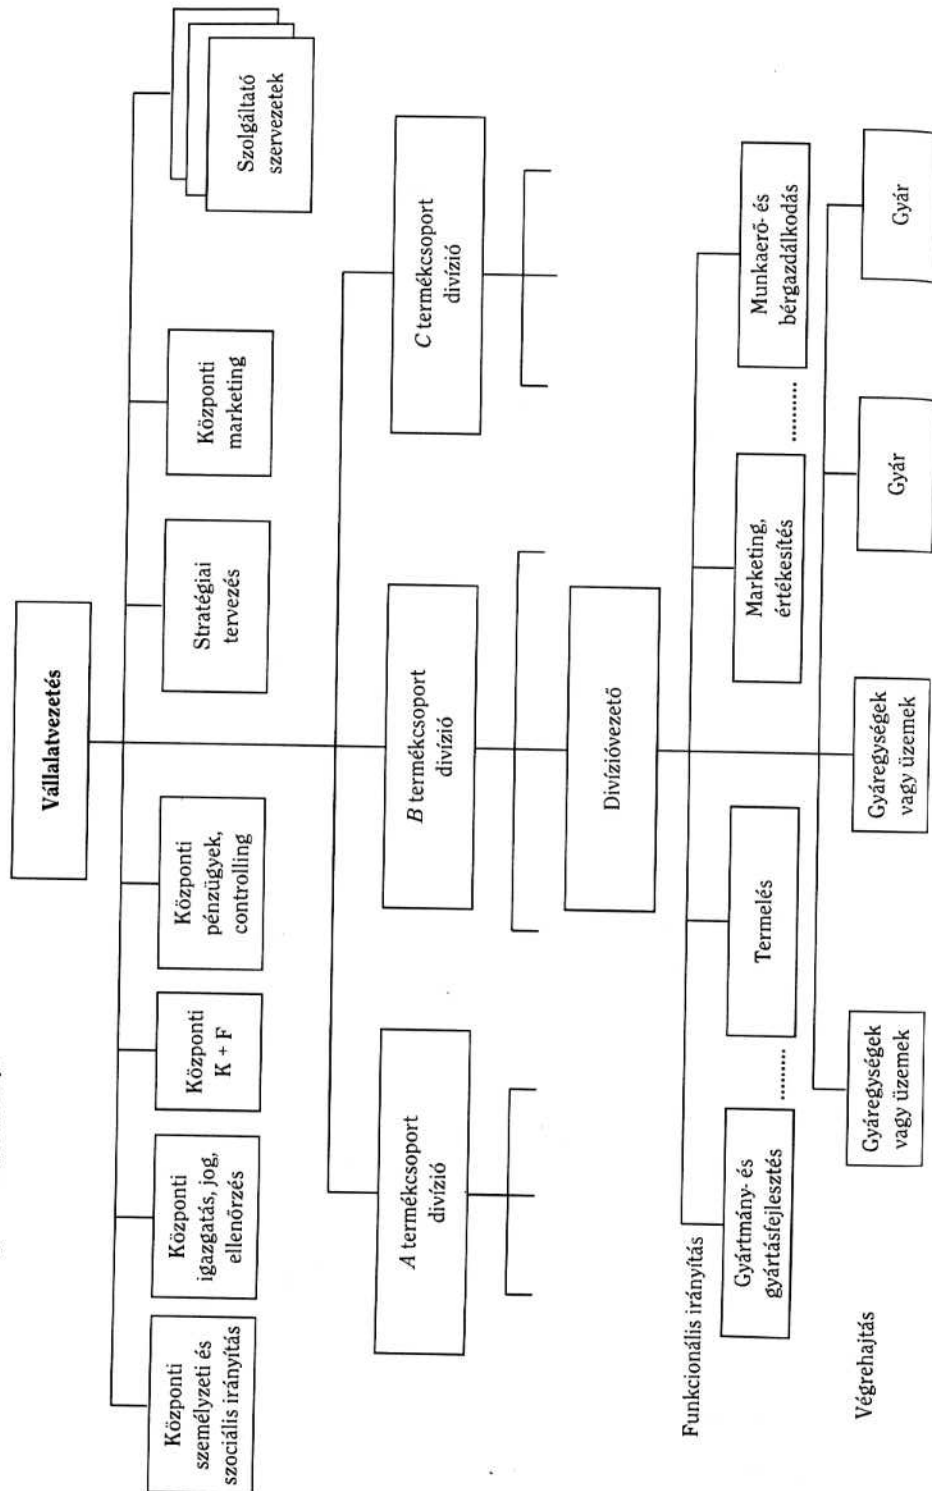 Vállalatvezetés
Központi
személyzeti és
szociális irányítás
Központi
igazgatás, jog,
ellenőrzés
Központi
K + F
Központi
pénzügyek,
controlling
Stratégiai
tervezés
Központi
marketing
Szolgáltató
szervezetek
A termékcsoport
divízió
B termékcsoport
divízió
C termékcsoport
divízió
Divízióvezető
Funkcionális irányítás
Gyártmány- és
gyártásfejlesztés
.........
Termelés
Marketing,
értékesítés
..........
Munkaerő- és
bérgazdálkodás
Végrehajtás
Gyáregységek
vagy üzemek
Gyáregységek
vagy üzemek
Gyár
Gyár